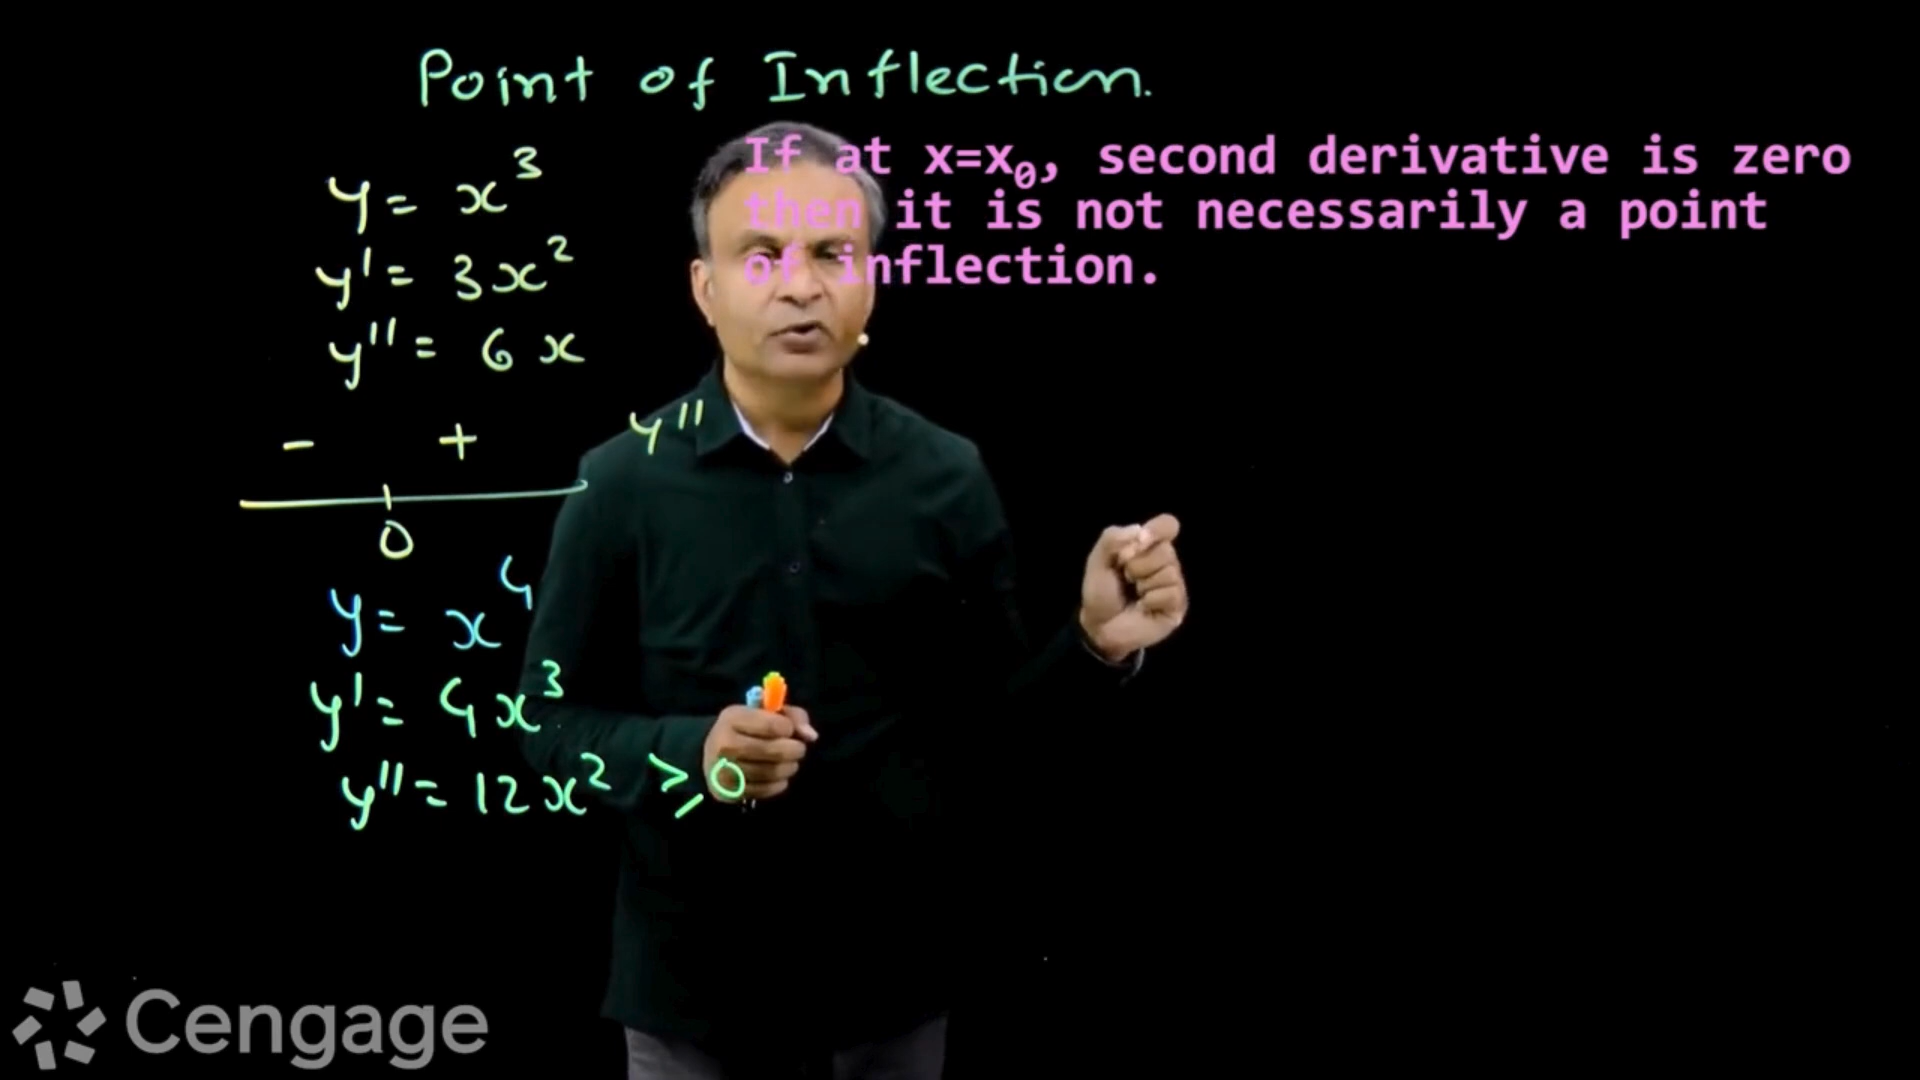 Point of Inflection.
If at x=x₀, second derivative is zero
then it is not necessarily a point
of inflection.
y = x³
y' = 3x²
y'' = 6x
- + y''
0
y = x⁴
y' = 4x³
y'' = 12x² ≥ 0
Cengage